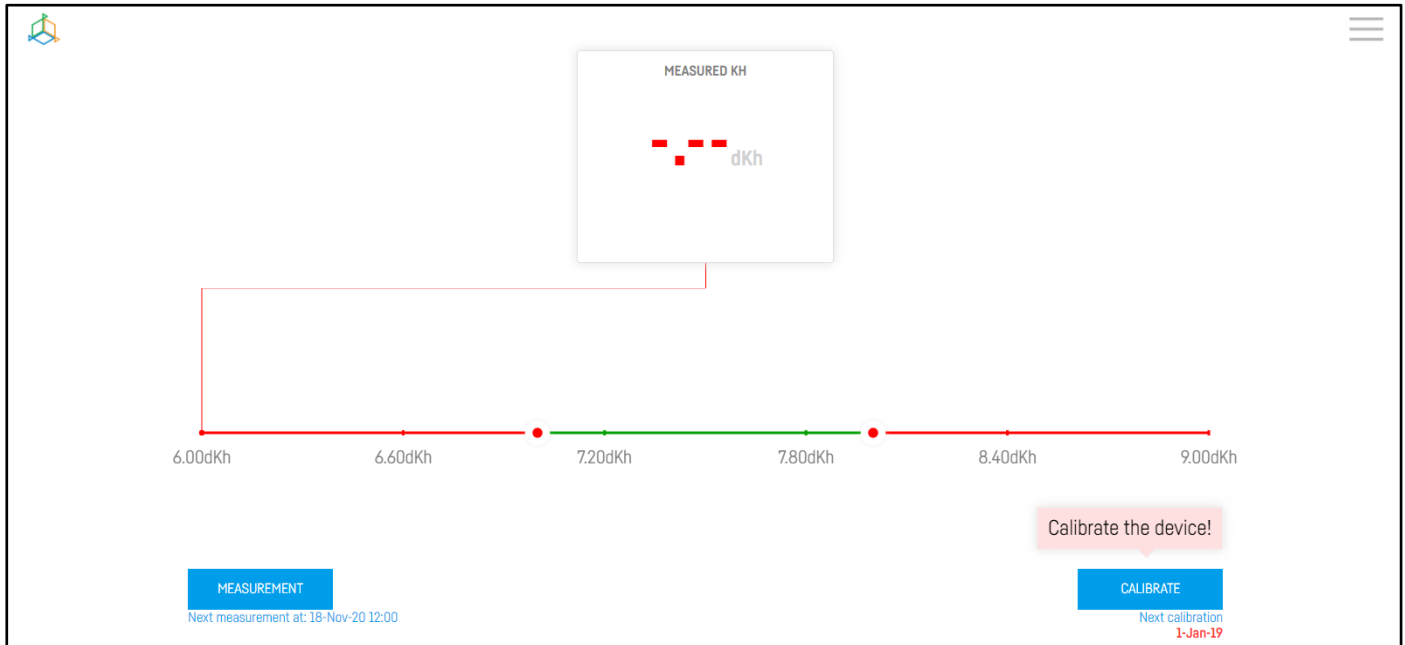 MEASURED KH
-.-- dKh
6.00dKh 6.60dKh 7.20dKh 7.80dKh 8.40dKh 9.00dKh
Calibrate the device!
MEASUREMENT CALIBRATE
Next measurement at: 18-Nov-20 12:00 Next calibration
1-Jan-19